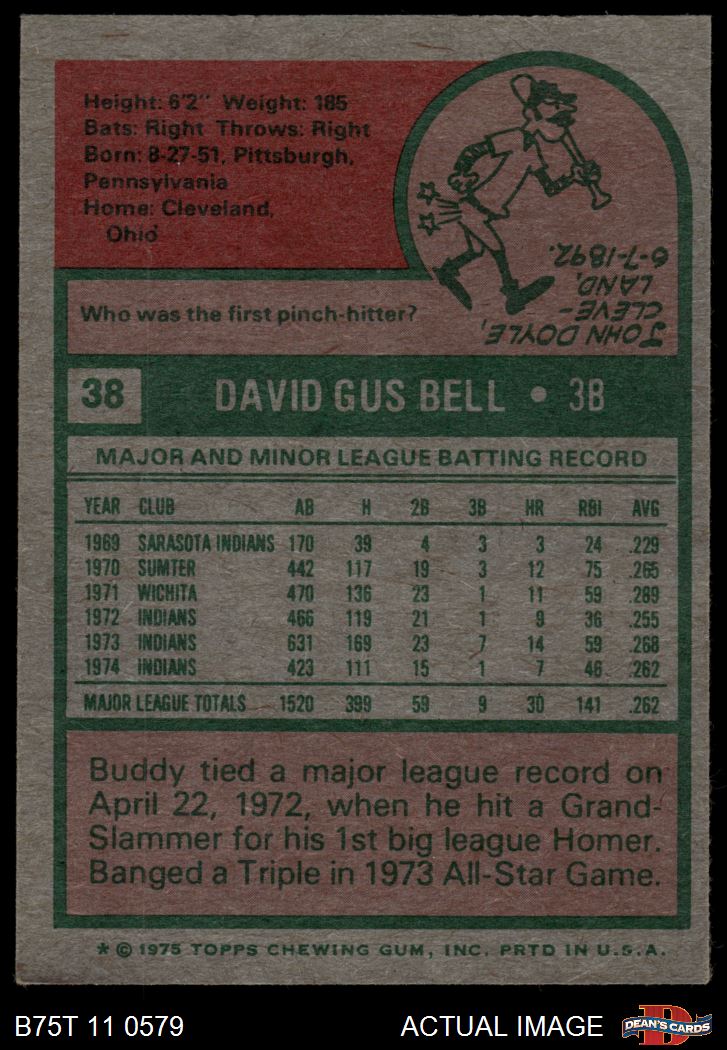 Height: 6'2" Weight: 185
Bats: Right Throws: Right
Born: 8-27-51, Pittsburgh,
Pennsylvania
Home: Cleveland,
Ohio
Who was the first pinch-hitter?
JOHN DOYLE,
CLEVE-
LAND,
6-7-1892.
38 DAVID GUS BELL • 3B
MAJOR AND MINOR LEAGUE BATTING RECORD
YEAR CLUB AB H 2B 3B HR RBI AVG
1969 SARASOTA INDIANS 170 39 4 3 3 24 .229
1970 SUMTER 442 117 19 3 12 75 .265
1971 WICHITA 470 136 23 1 11 59 .289
1972 INDIANS 466 119 21 1 9 36 .255
1973 INDIANS 631 169 23 7 14 59 .268
1974 INDIANS 423 111 15 1 7 46 .262
MAJOR LEAGUE TOTALS 1520 399 59 9 30 141 .262
Buddy tied a major league record on
April 22, 1972, when he hit a Grand-
Slammer for his 1st big league Homer.
Banged a Triple in 1973 All-Star Game.
* © 1975 TOPPS CHEWING GUM, INC. PRTD IN U.S.A.
B75T 11 0579 ACTUAL IMAGE D DEAN'S CARDS